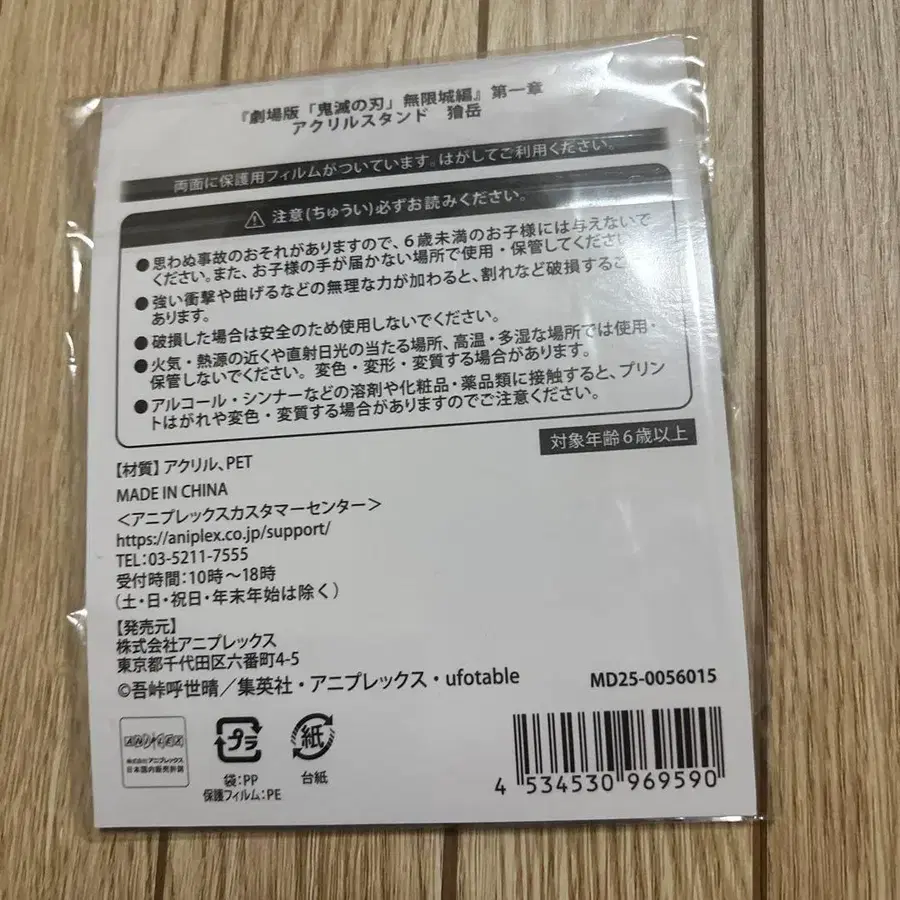 『劇場版「鬼滅の刃」無限城編』第一章
アクリルスタンド　獪岳
両面に保護用フィルムがついています。はがしてご利用ください。
⚠ 注意(ちゅうい)必ずお読みください。
●思わぬ事故のおそれがありますので、6歳未満のお子様には与えないで
ください。また、お子様の手が届かない場所で使用・保管してください
●強い衝撃や曲げるなどの無理な力が加わると、割れなど破損するこ
あります。
●破損した場合は安全のため使用しないでください。
●火気・熱源の近くや直射日光の当たる場所、高温・多湿な場所では使用・
保管しないでください。変色・変形・変質する場合があります。
●アルコール・シンナーなどの溶剤や化粧品・薬品類に接触すると、プリン
トはがれや変色・変質する場合がありますのでご注意ください。
対象年齢6歳以上
【材質】アクリル、PET
MADE IN CHINA
＜アニプレックスカスタマーセンター＞
https://aniplex.co.jp/support/
TEL:03-5211-7555
受付時間：10時～18時
(土・日・祝日・年末年始は除く)
【発売元】
株式会社アニプレックス
東京都千代田区六番町4-5
©吾峠呼世晴／集英社・アニプレックス・ufotable
MD25-0056015
ANIPLEX
株式会社アニプレックス
日本国内販売許諾
プラ
袋：PP
保護フィルム：PE
紙
台紙
4 534530 969590